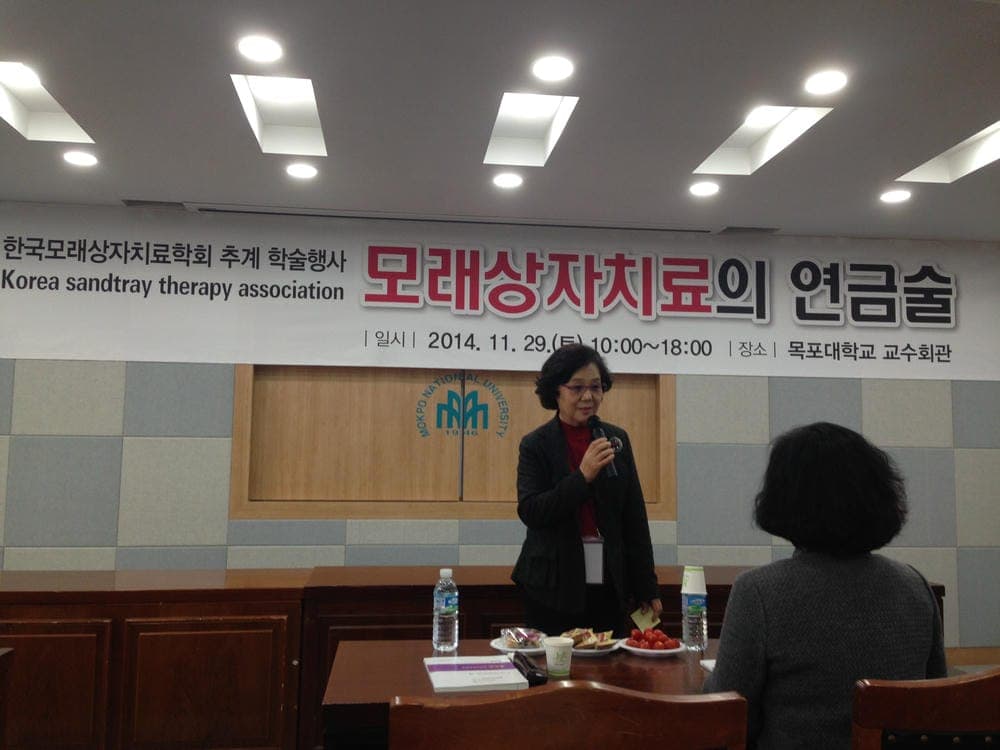 한국모래상자치료학회 추계 학술행사
Korea sandtray therapy association
모래상자치료의 연금술
| 일시 | 2014. 11. 29.(토) 10:00~18:00 | 장소 | 목포대학교 교수회관
MOKPO NATIONAL UNIVERSITY
1946